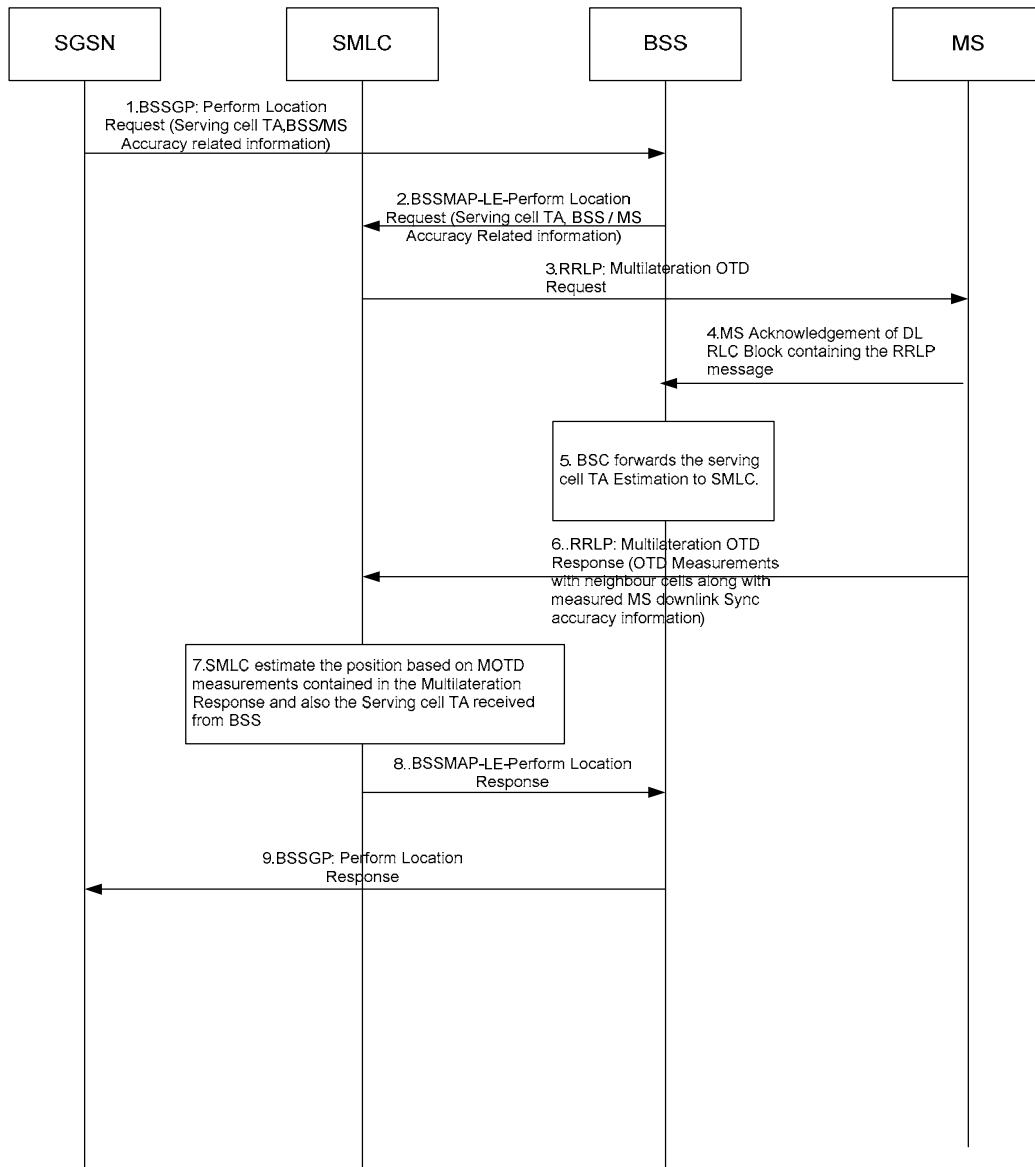 SGSN
SMLC
BSS
MS
1.BSSGP: Perform Location
Request (Serving cell TA,BSS/MS
Accuracy related information)
2.BSSMAP-LE-Perform Location
Request (Serving cell TA, BSS / MS
Accuracy Related information)
3.RRLP: Multilateration OTD
Request
4.MS Acknowledgement of DL
RLC Block containing the RRLP
message
5. BSC forwards the serving
cell TA Estimation to SMLC.
6..RRLP: Multilateration OTD
Response (OTD Measurements
with neighbour cells along with
measured MS downlink Sync
accuracy information)
7.SMLC estimate the position based on MOTD
measurements contained in the Multilateration
Response and also the Serving cell TA received
from BSS
8..BSSMAP-LE-Perform Location
Response
9.BSSGP: Perform Location
Response